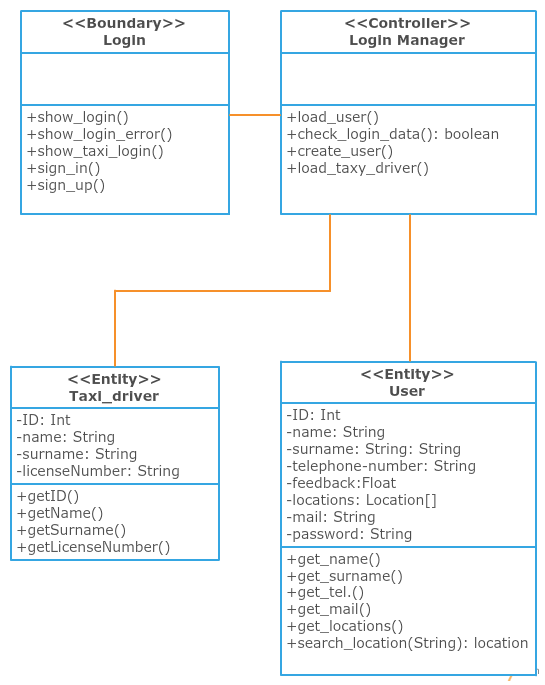 <<Boundary>>
Login
+show_login()
+show_login_error()
+show_taxi_login()
+sign_in()
+sign_up()
<<Controller>>
Login Manager
+load_user()
+check_login_data(): boolean
+create_user()
+load_taxy_driver()
<<Entity>>
Taxi_driver
-ID: Int
-name: String
-surname: String
-licenseNumber: String
+getID()
+getName()
+getSurname()
+getLicenseNumber()
<<Entity>>
User
-ID: Int
-name: String
-surname: String: String
-telephone-number: String
-feedback:Float
-locations: Location[]
-mail: String
-password: String
+get_name()
+get_surname()
+get_tel.()
+get_mail()
+get_locations()
+search_location(String): location